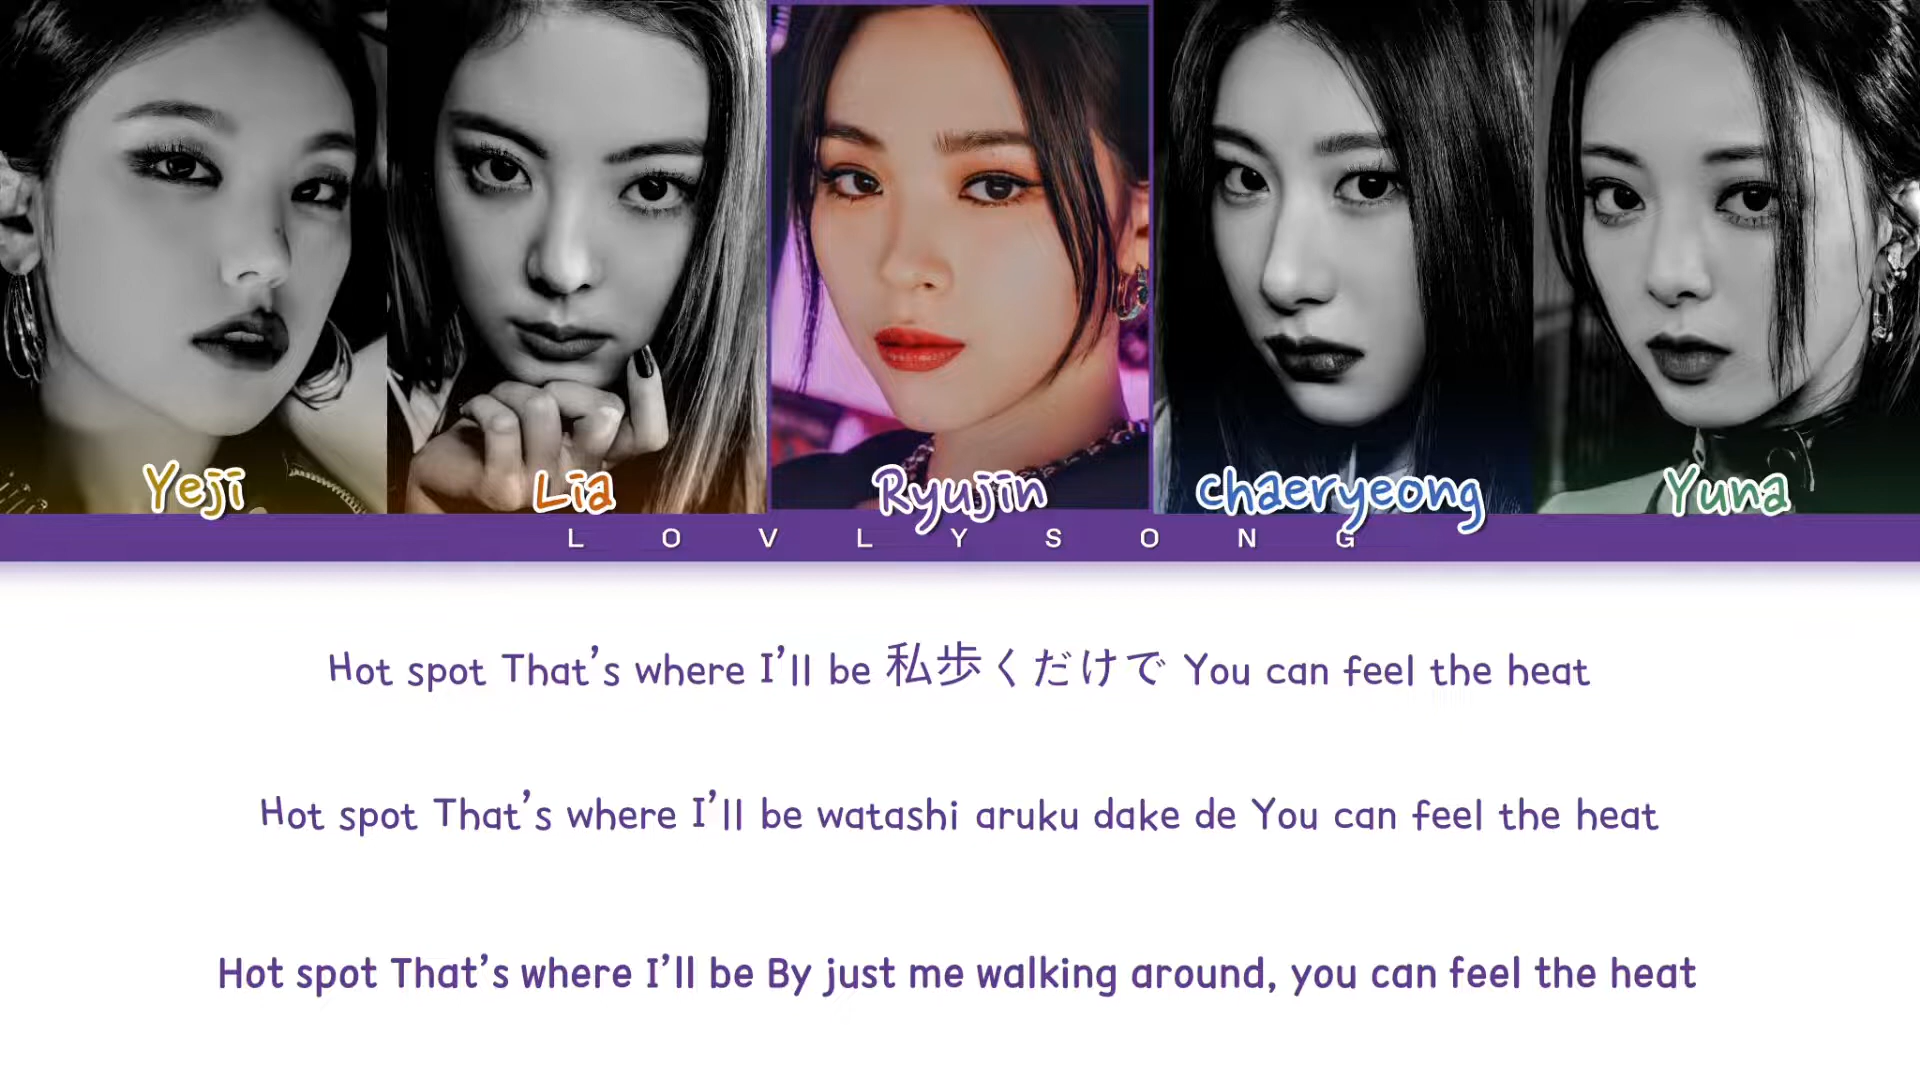 Yeji Lia Ryujin chaeryeong Yuna
LOVLYSONG
Hot spot That's where I'll be 私歩くだけで You can feel the heat
Hot spot That's where I'll be watashi aruku dake de You can feel the heat
Hot spot That's where I'll be By just me walking around, you can feel the heat